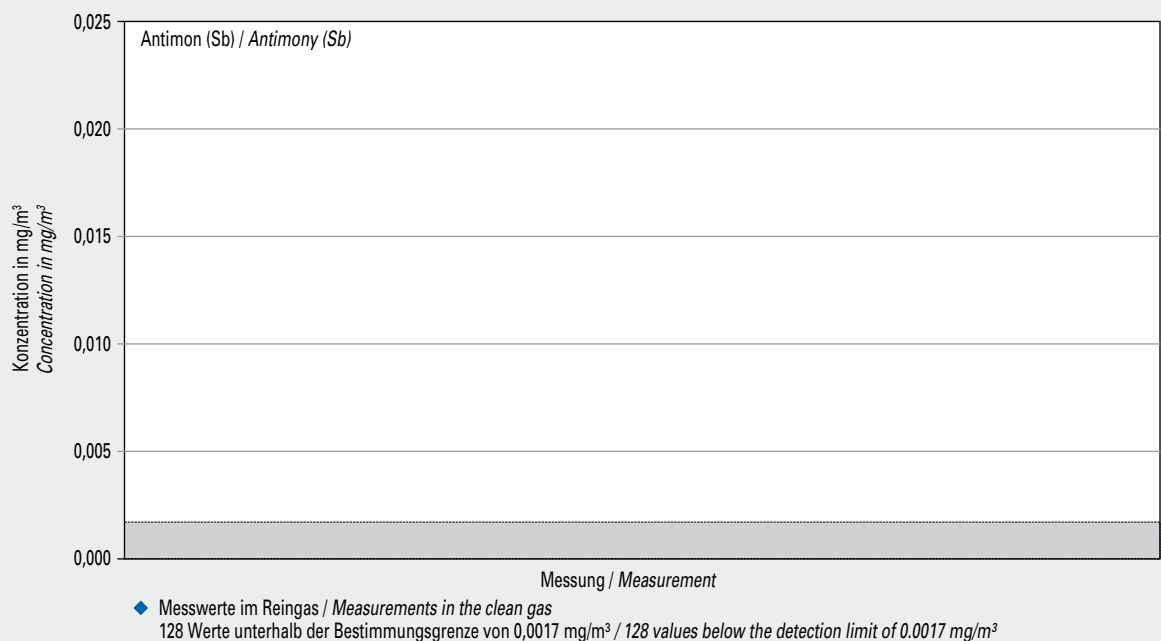 0,025
Antimon (Sb) / Antimony (Sb)
0,020
0,015
0,010
0,005
0,000
Konzentration in mg/m³
Concentration in mg/m³
Messung / Measurement
Messwerte im Reingas / Measurements in the clean gas
128 Werte unterhalb der Bestimmungsgrenze von 0,0017 mg/m³ / 128 values below the detection limit of 0.0017 mg/m³